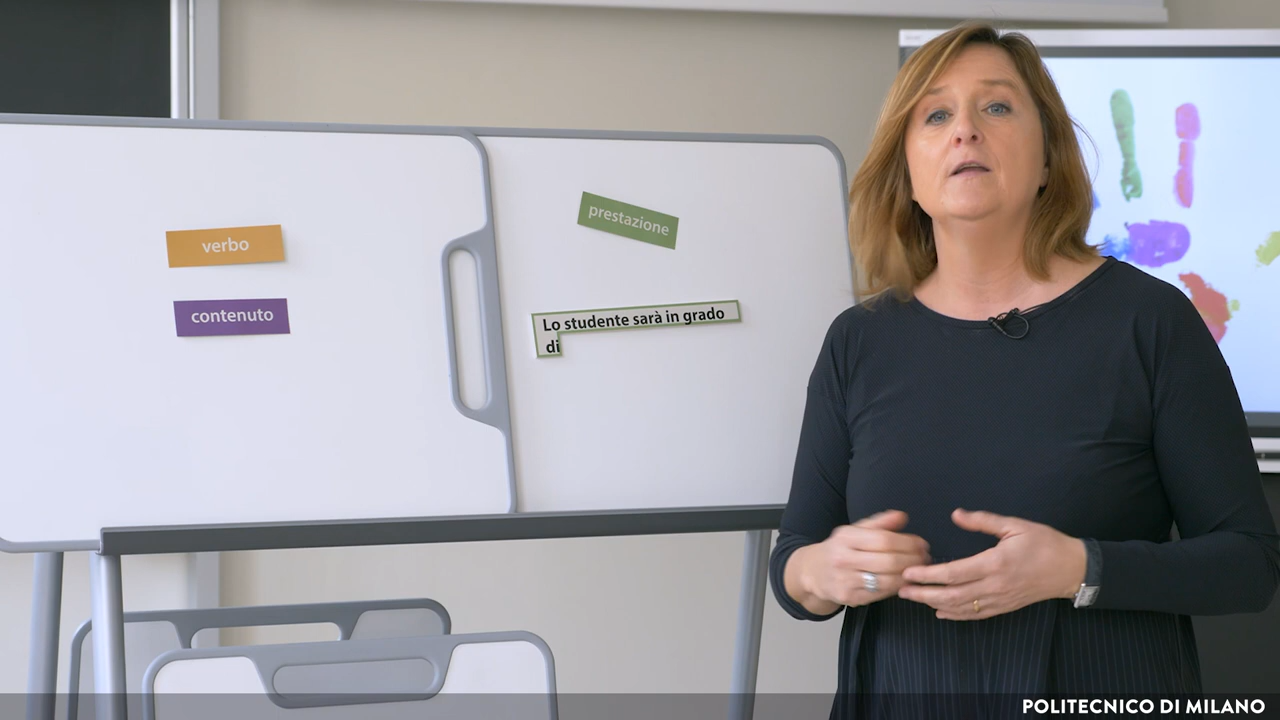 verbo
contenuto
prestazione
Lo studente sarà in grado
di
POLITECNICO DI MILANO